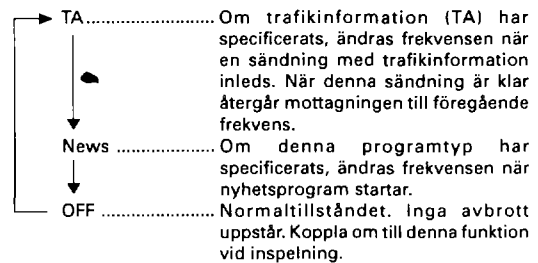 TA........................Om trafikinformation (TA) har
specificerats, ändras frekvensen när
en sändning med trafikinformation
inleds. När denna sändning är klar
återgår mottagningen till föregående
frekvens.
News .................Om denna programtyp har
specificerats, ändras frekvensen när
nyhetsprogram startar.
OFF ....................Normaltillståndet. Inga avbrott
uppstår. Koppla om till denna funktion
vid inspelning.